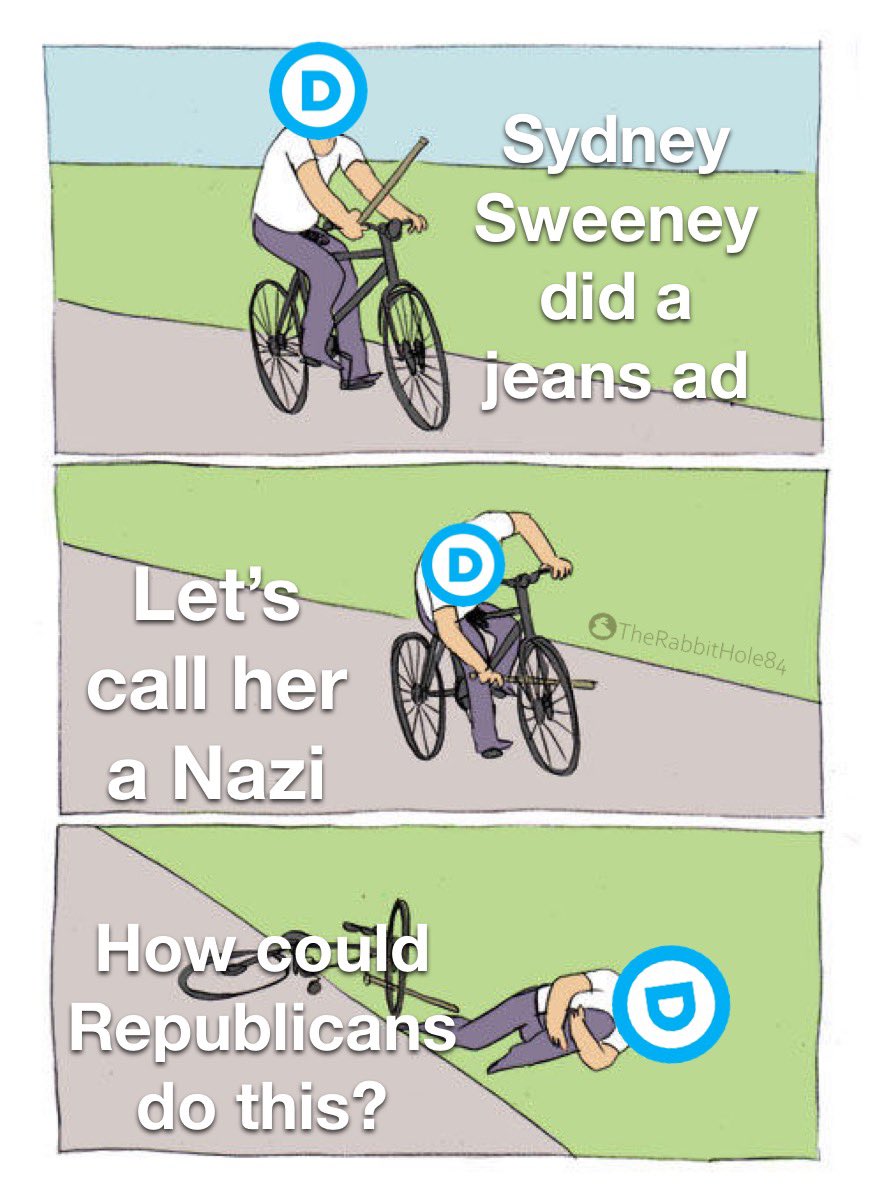 D
Sydney
Sweeney
did a
jeans ad
D
Let’s
call her
a Nazi
TheRabbitHole84
D
How could
Republicans
do this?